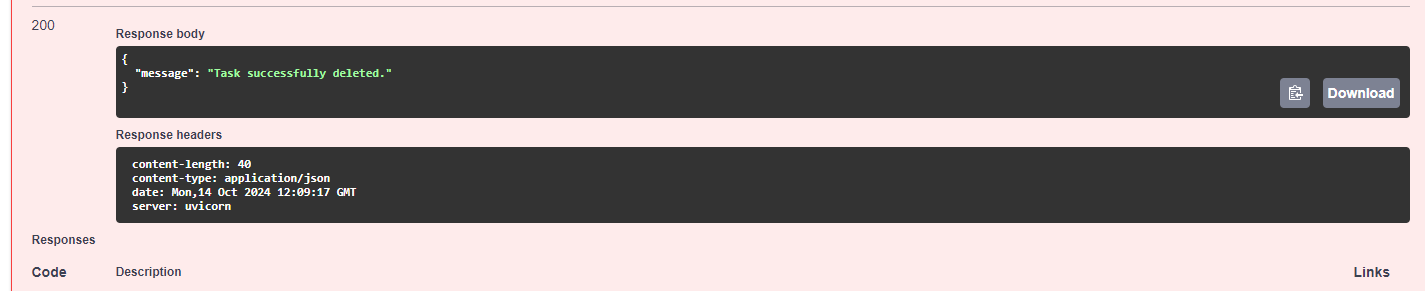 200
Response body
{
  "message": "Task successfully deleted."
}
Download
Response headers
content-length: 40
content-type: application/json
date: Mon,14 Oct 2024 12:09:17 GMT
server: uvicorn
Responses
Code Description Links